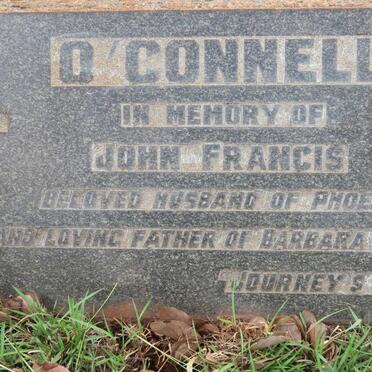 O'CONNELL
IN MEMORY OF
JOHN FRANCIS
BELOVED HUSBAND OF PHOE
AND LOVING FATHER OF BARBARA
"JOURNEY'S